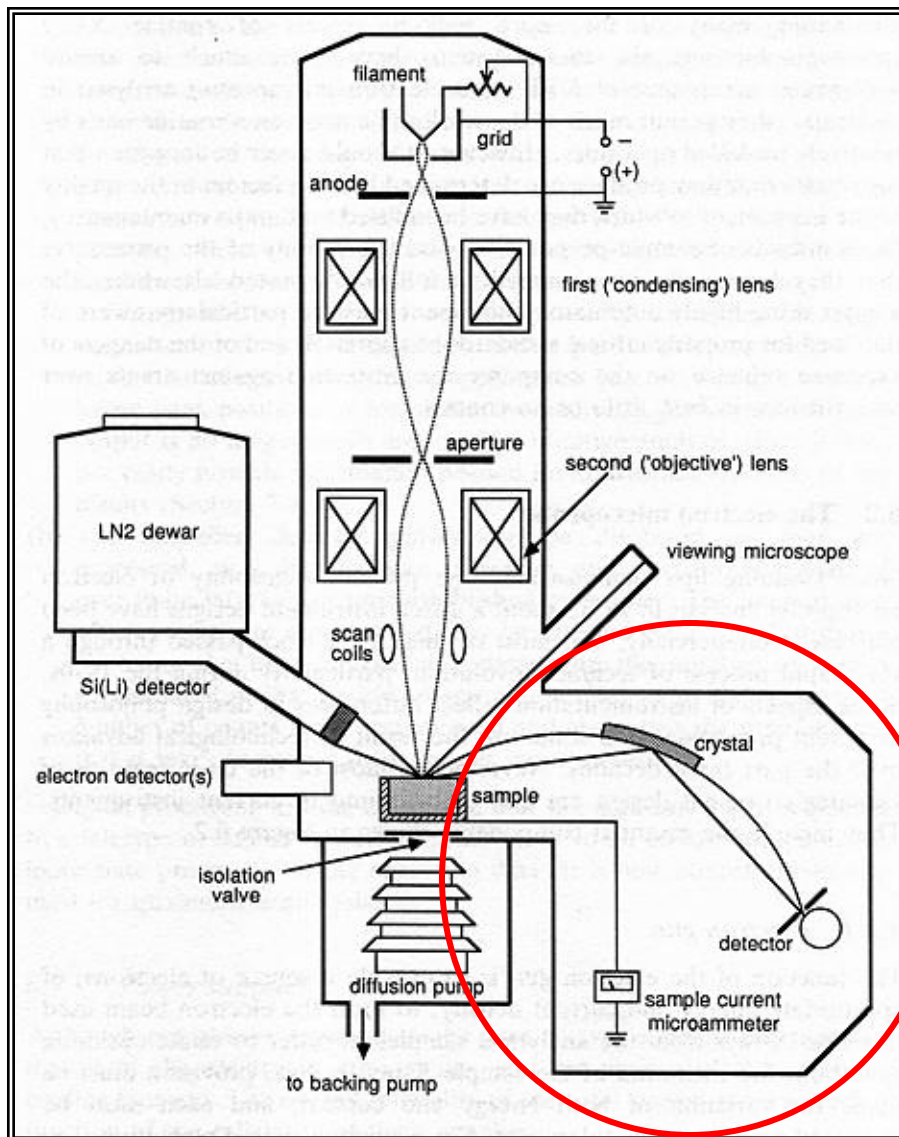 filament
grid
−
(+)
anode
first ('condensing') lens
aperture
second ('objective') lens
LN2 dewar
viewing microscope
scan
coils
Si(Li) detector
crystal
electron detector(s)
sample
isolation
valve
detector
diffusion pump
sample current
microammeter
to backing pump